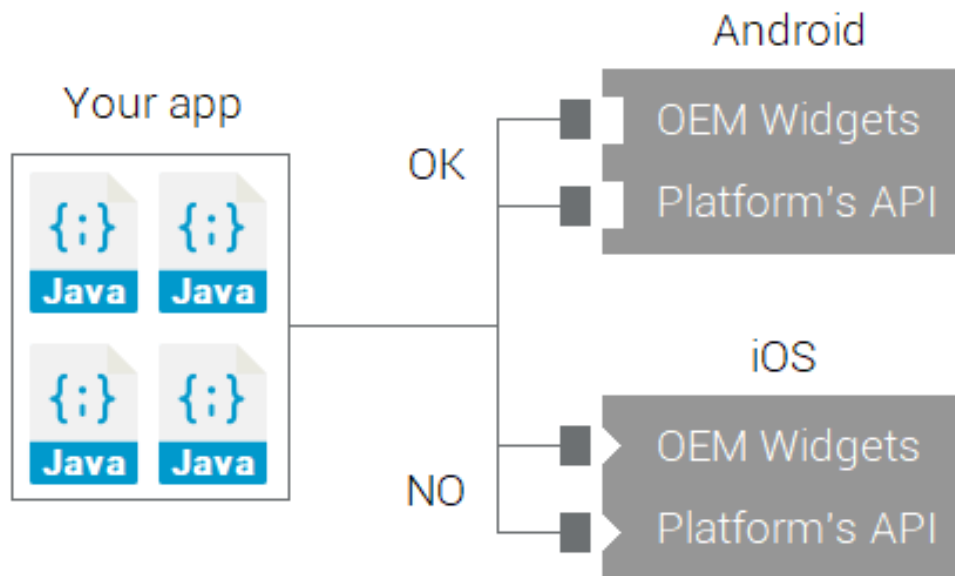 Your app
{;}
Java
{;}
Java
{;}
Java
{;}
Java
OK
NO
Android
OEM Widgets
Platform's API
iOS
OEM Widgets
Platform's API